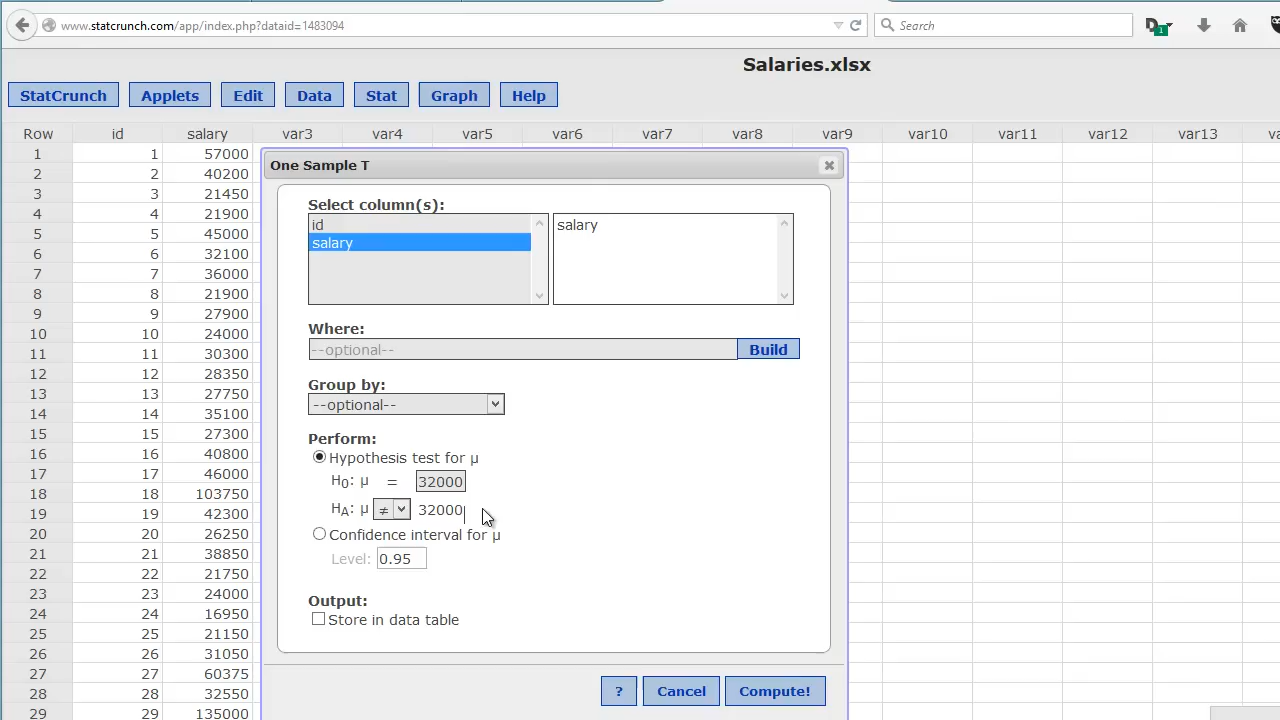 www.statcrunch.com/app/index.php?dataid=1483094 Search 1
Salaries.xlsx
StatCrunch Applets Edit Data Stat Graph Help
Row id salary var3 var4 var5 var6 var7 var8 var9 var10 var11 var12 var13
1 1 57000
2 2 40200
3 3 21450
4 4 21900
5 5 45000
6 6 32100
7 7 36000
8 8 21900
9 9 27900
10 10 24000
11 11 30300
12 12 28350
13 13 27750
14 14 35100
15 15 27300
16 16 40800
17 17 46000
18 18 103750
19 19 42300
20 20 26250
21 21 38850
22 22 21750
23 23 24000
24 24 16950
25 25 21150
26 26 31050
27 27 60375
28 28 32550
29 29 135000
One Sample T
Select column(s):
id salary
salary
Where:
--optional-- Build
Group by:
--optional--
Perform:
Hypothesis test for μ
H0: μ = 32000
HA: μ ≠ 32000
Confidence interval for μ
Level: 0.95
Output:
Store in data table
? Cancel Compute!